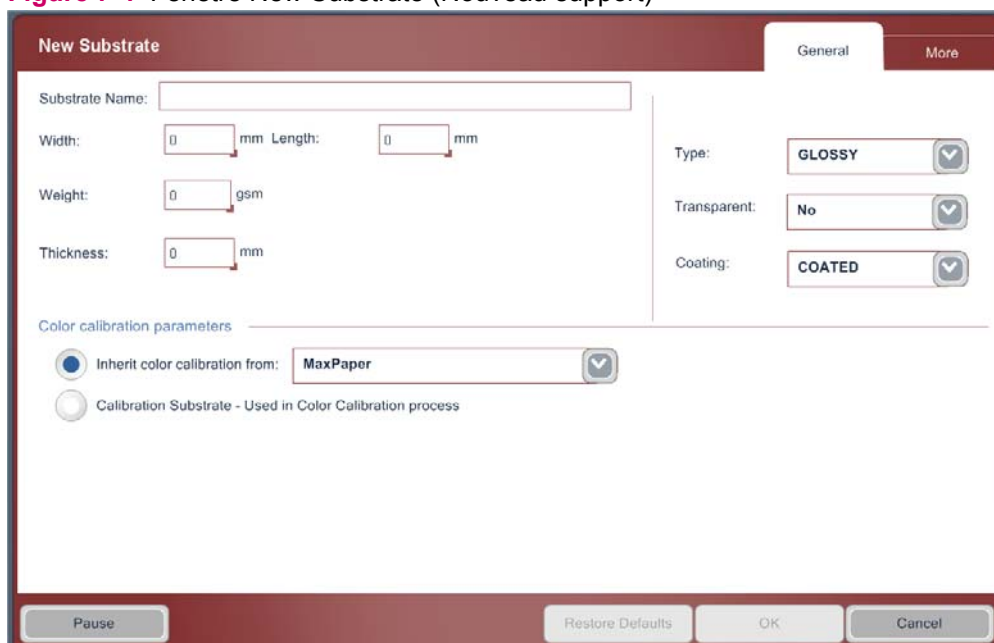 New Substrate
General
More
Substrate Name:
Width: 0 mm Length: 0 mm
Weight: 0 gsm
Thickness: 0 mm
Type: GLOSSY
Transparent: No
Coating: COATED
Color calibration parameters
Inherit color calibration from: MaxPaper
Calibration Substrate - Used in Color Calibration process
Pause
Restore Defaults
OK
Cancel